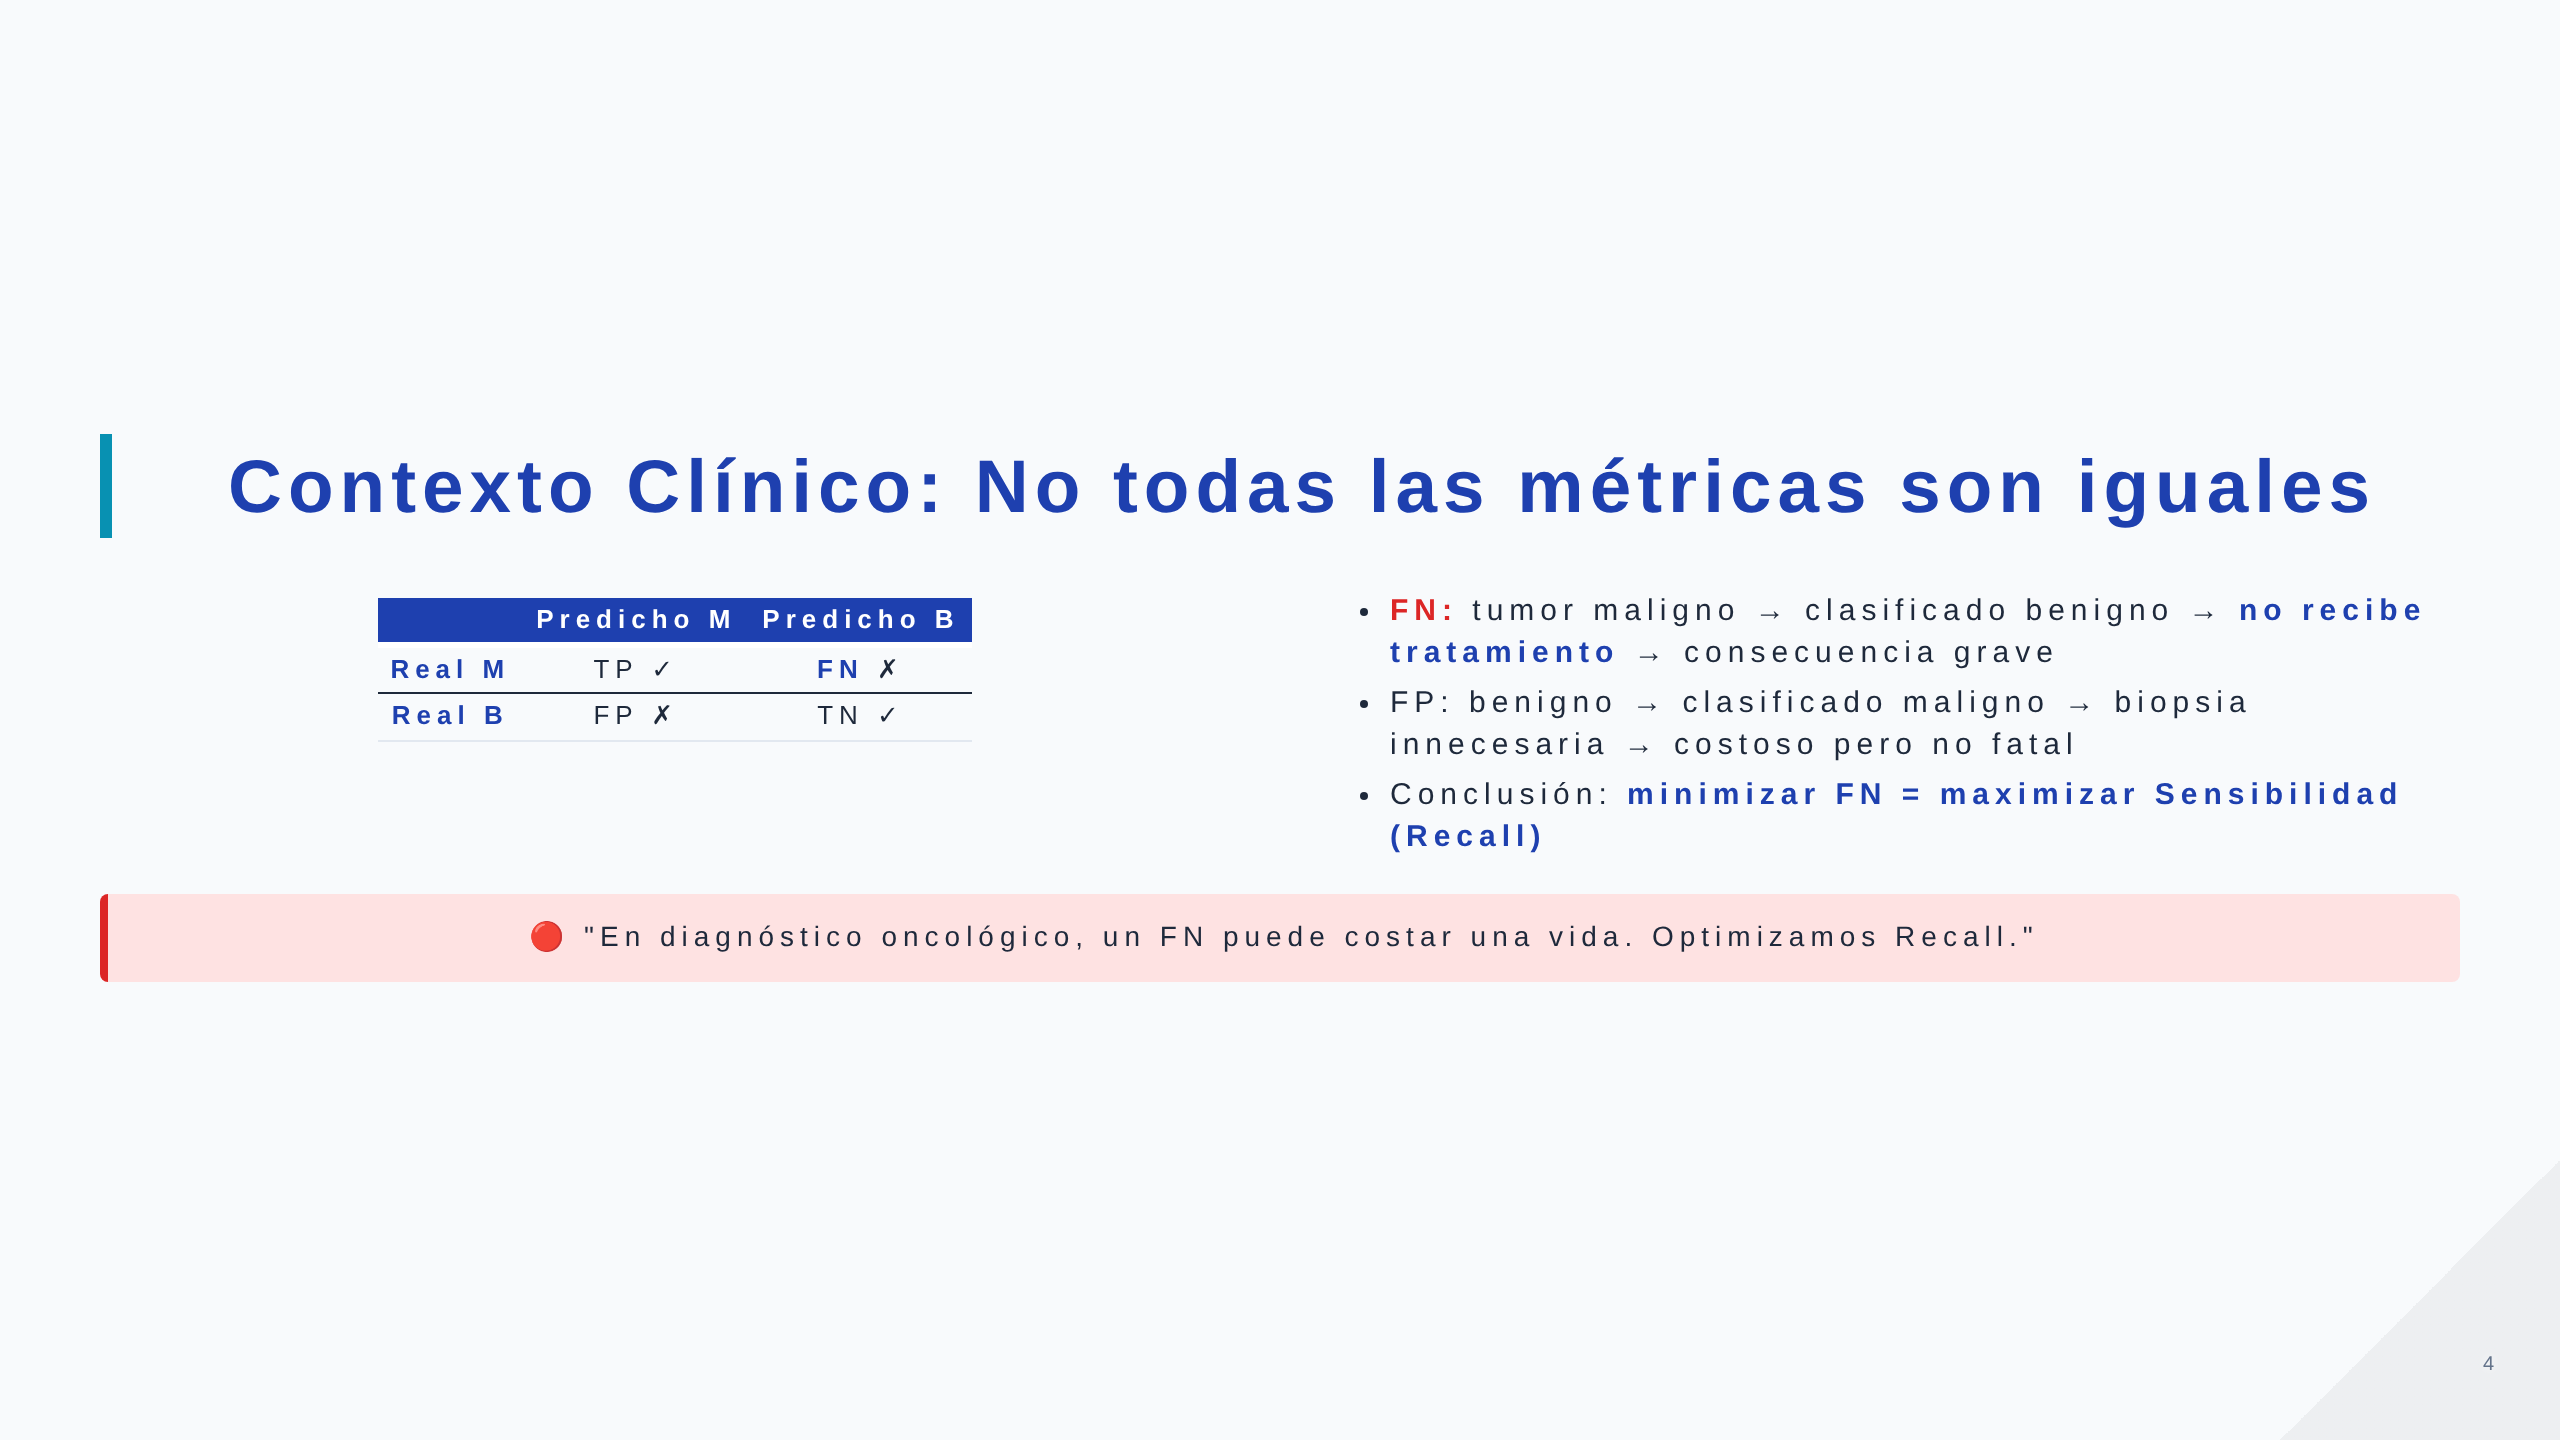 Contexto Clínico: No todas las métricas son iguales
Predicho M Predicho B
Real M TP ✓ FN ✗
Real B FP ✗ TN ✓
• FN: tumor maligno → clasificado benigno → no recibe
tratamiento → consecuencia grave
• FP: benigno → clasificado maligno → biopsia
innecesaria → costoso pero no fatal
• Conclusión: minimizar FN = maximizar Sensibilidad
(Recall)
🔴 "En diagnóstico oncológico, un FN puede costar una vida. Optimizamos Recall."
4